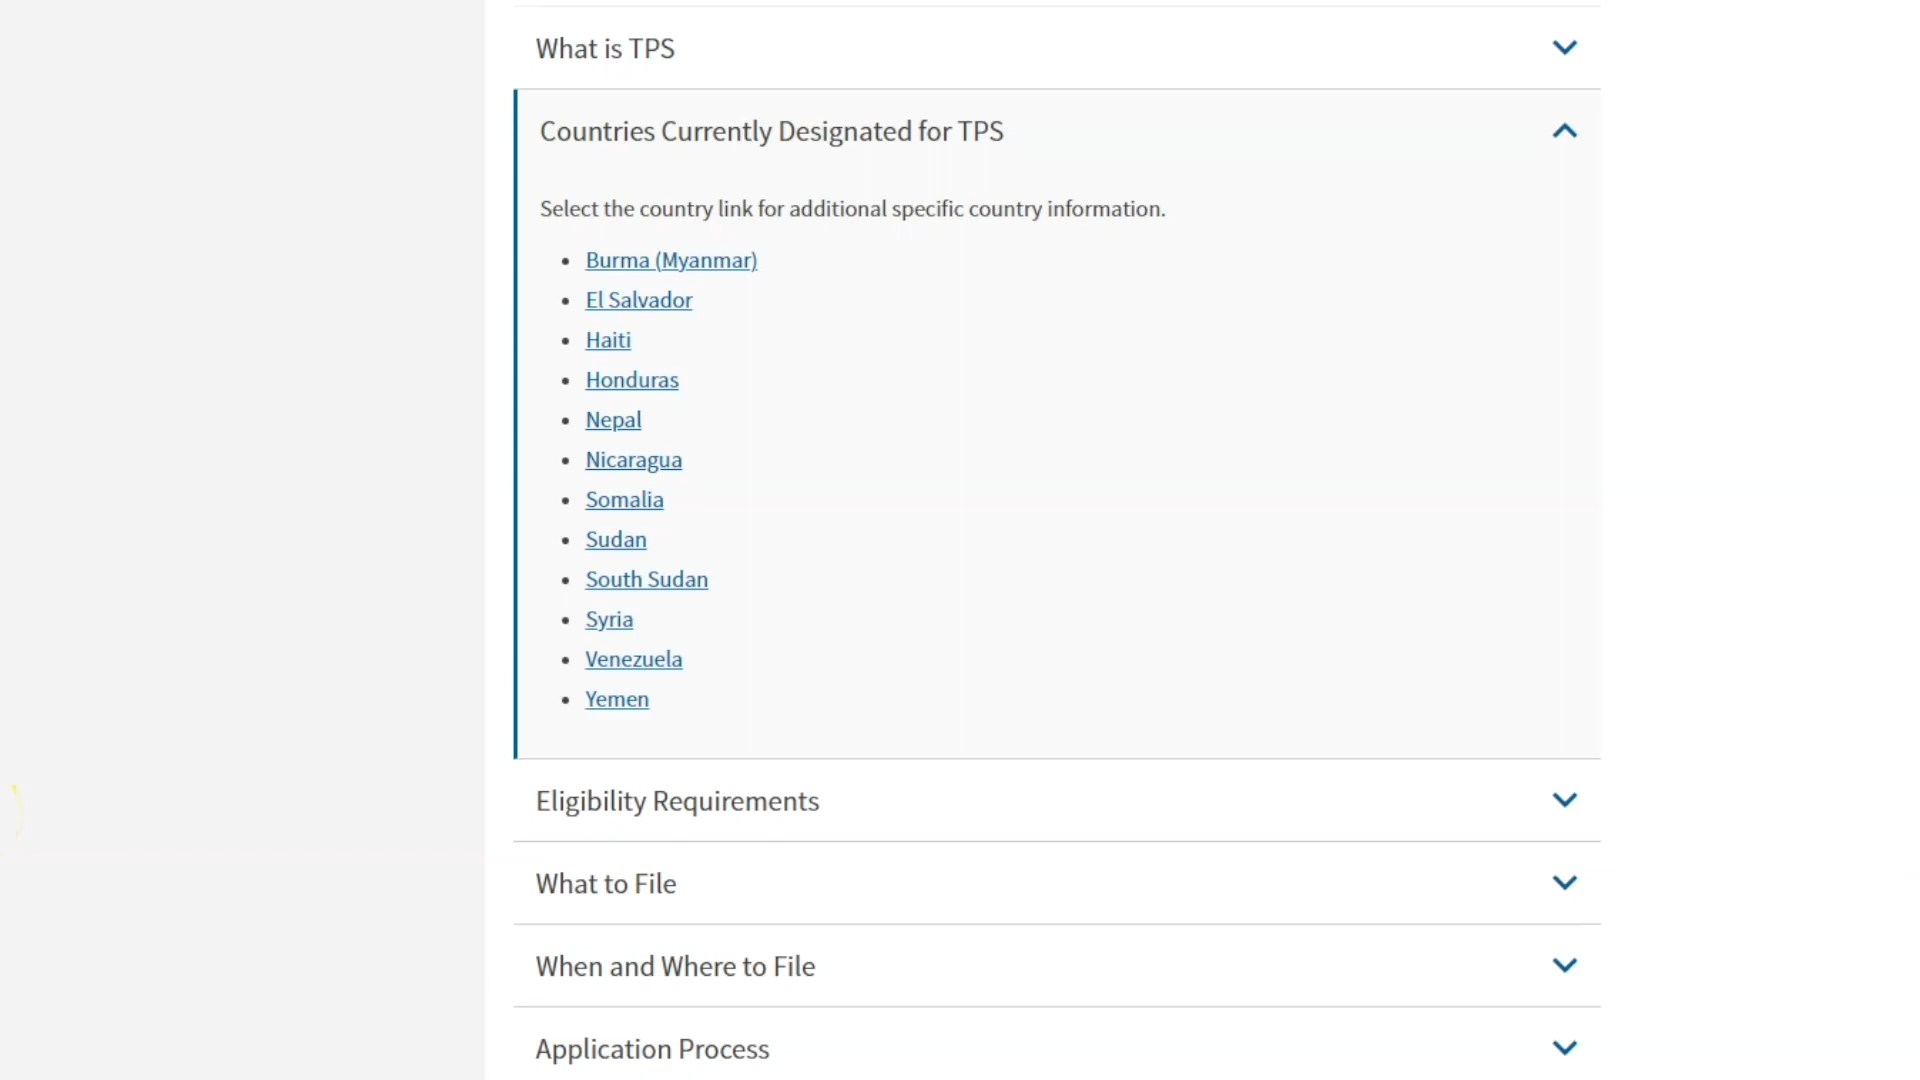 What is TPS
Countries Currently Designated for TPS
Select the country link for additional specific country information.
• Burma (Myanmar)
• El Salvador
• Haiti
• Honduras
• Nepal
• Nicaragua
• Somalia
• Sudan
• South Sudan
• Syria
• Venezuela
• Yemen
Eligibility Requirements
What to File
When and Where to File
Application Process